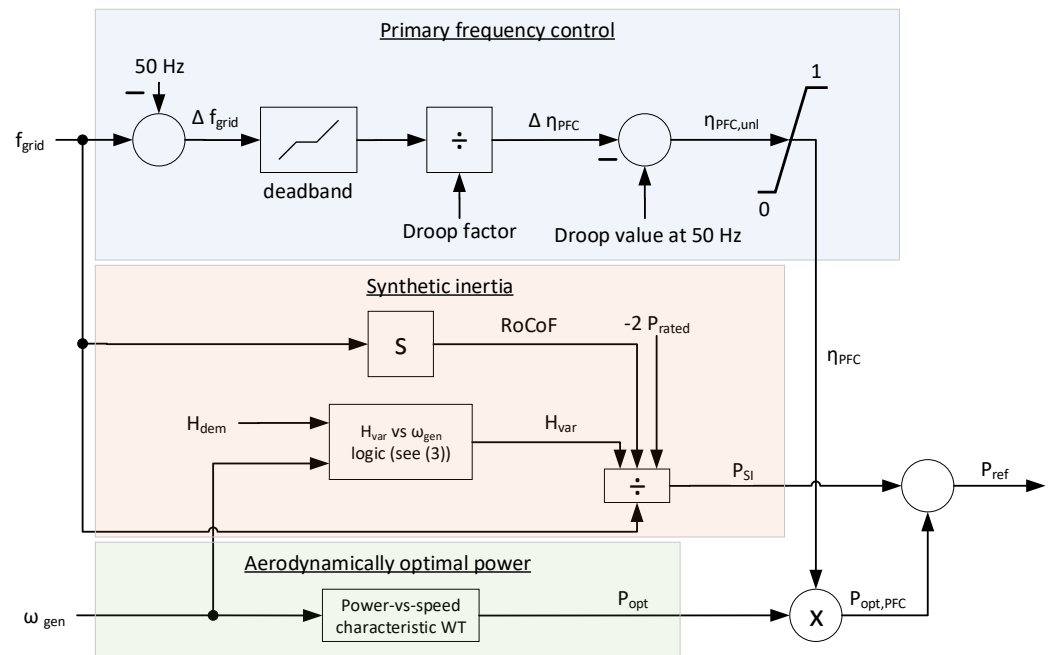 Primary frequency control
50 Hz
−
f_grid
Δ f_grid
deadband
÷
Droop factor
Δ η_PFC
−
Droop value at 50 Hz
η_PFC,unl
1
0
Synthetic inertia
S
RoCoF
-2 P_rated
η_PFC
H_dem
H_var vs ω_gen
logic (see (3))
H_var
÷
P_SI
P_ref
Aerodynamically optimal power
ω_gen
Power-vs-speed
characteristic WT
P_opt
X
P_opt,PFC